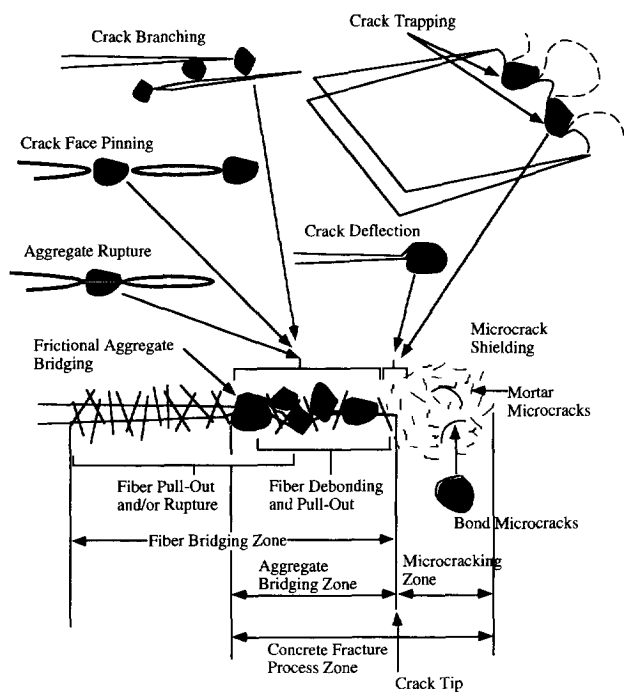 Crack Branching
Crack Trapping
Crack Face Pinning
Aggregate Rupture
Crack Deflection
Frictional Aggregate
Bridging
Microcrack
Shielding
Mortar
Microcracks
Fiber Pull-Out
and/or Rupture
Fiber Debonding
and Pull-Out
Bond Microcracks
Fiber Bridging Zone
Aggregate
Bridging Zone
Microcracking
Zone
Concrete Fracture
Process Zone
Crack Tip